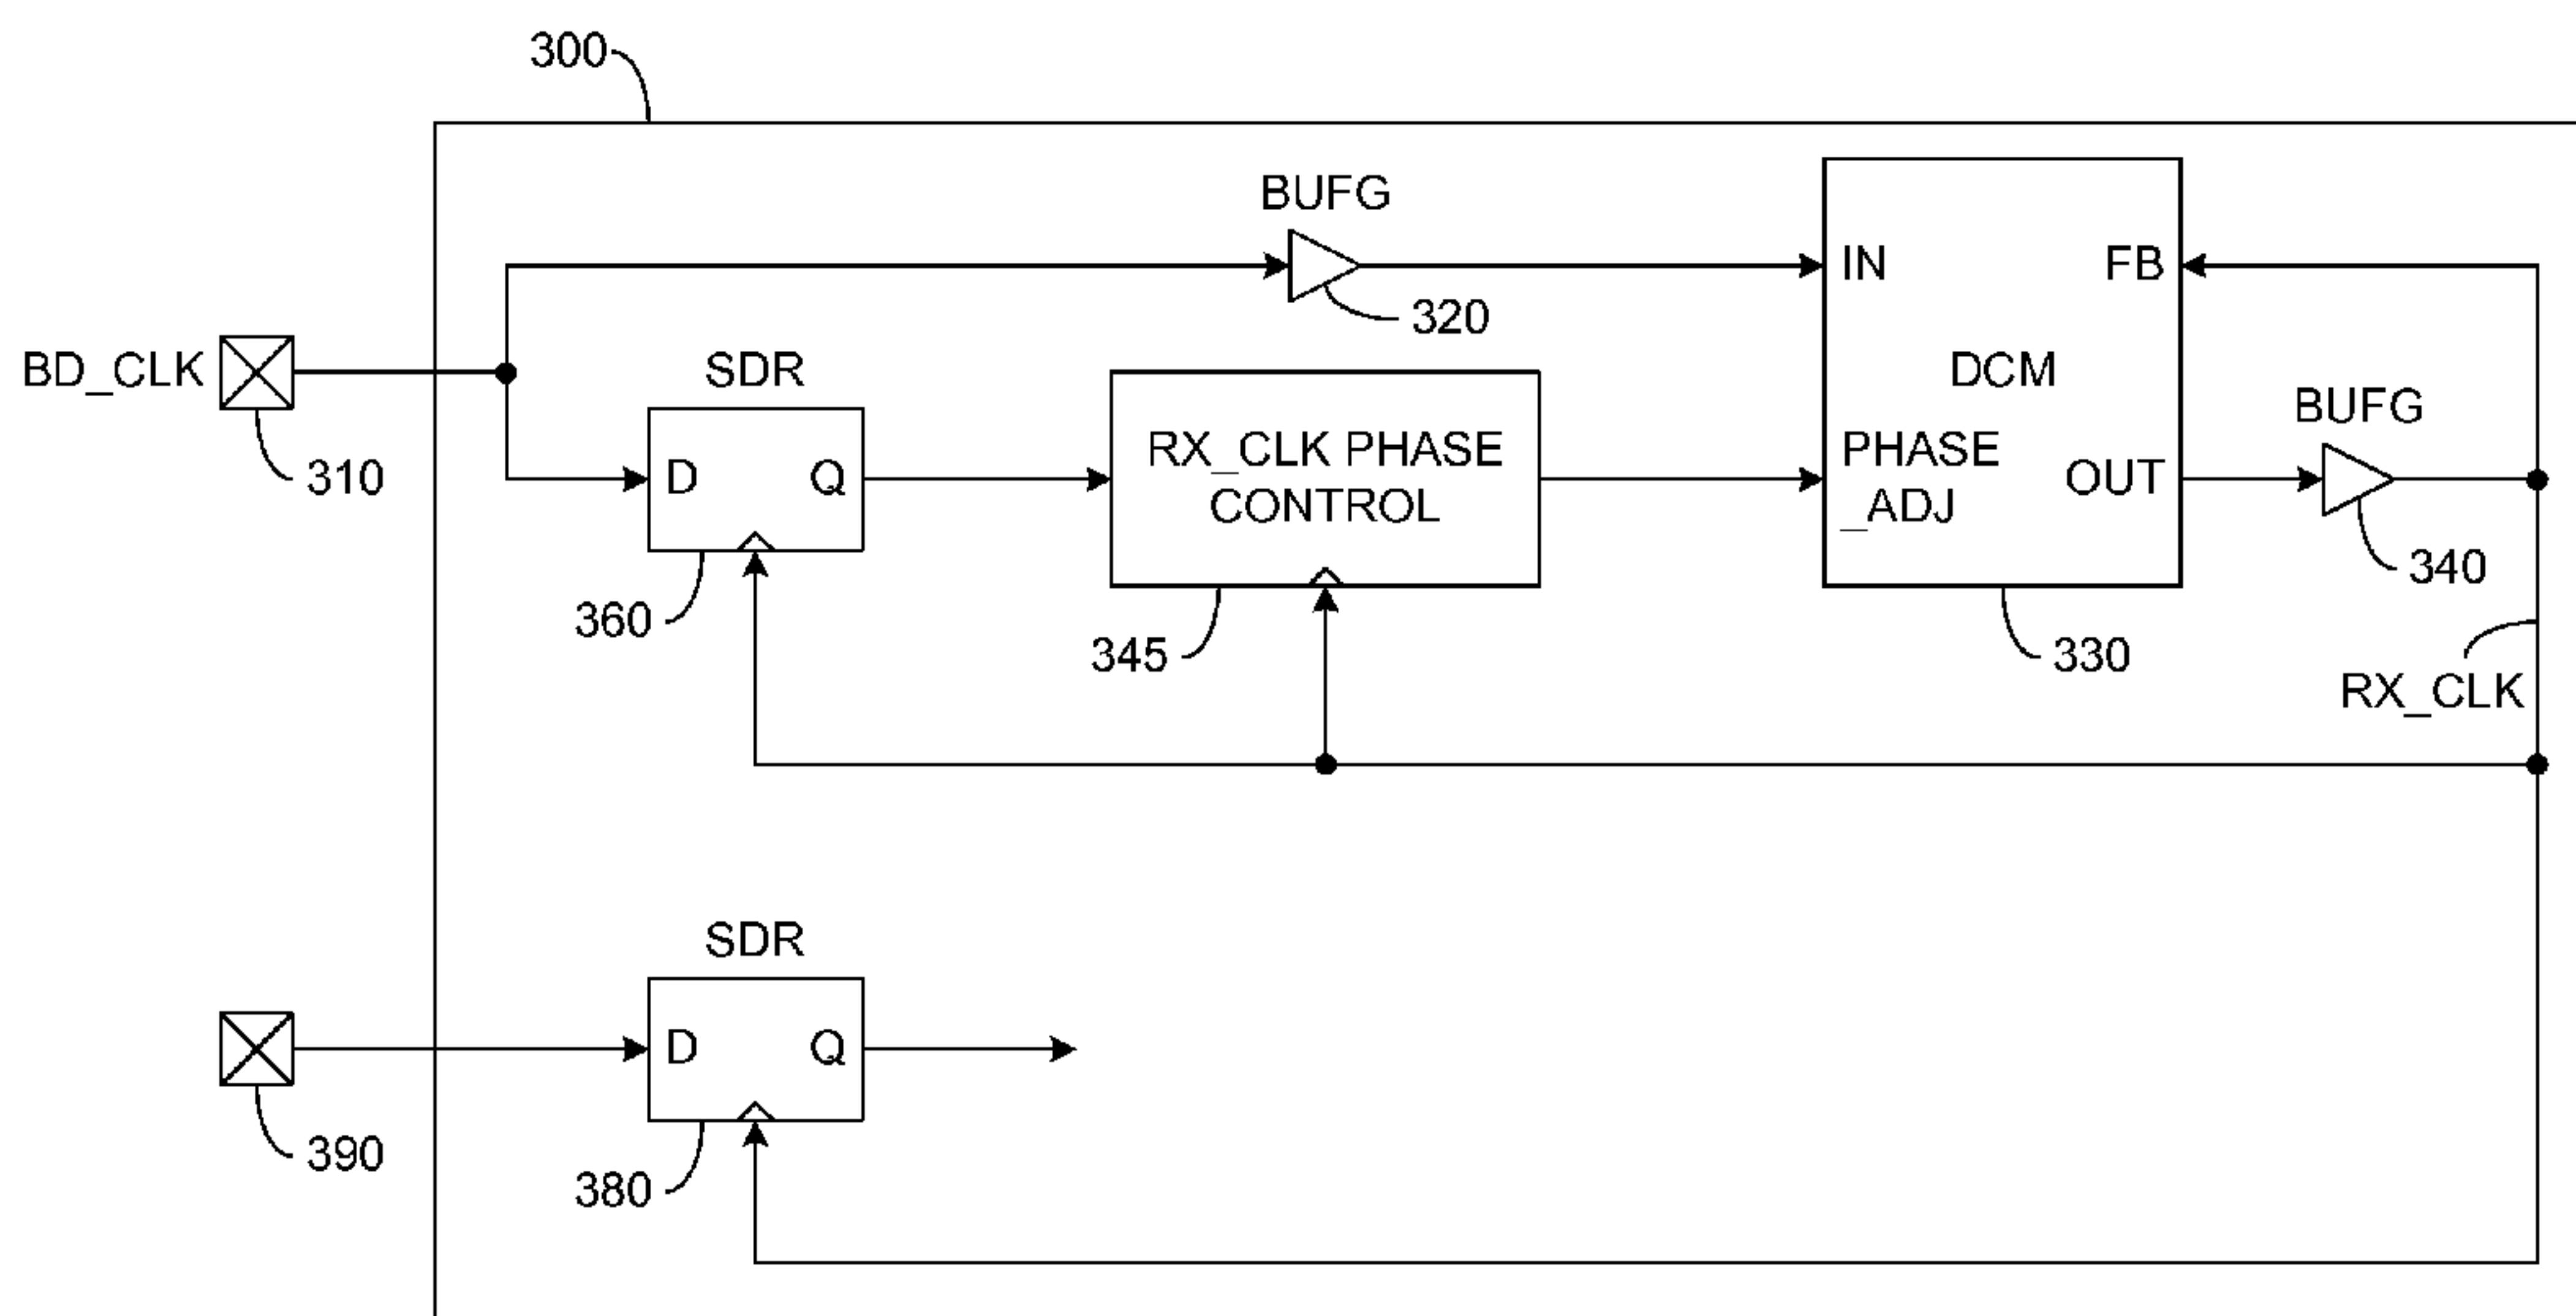 300
BUFG
IN
FB
320
BD_CLK
SDR
DCM
BUFG
310
D
Q
RX_CLK PHASE
CONTROL
PHASE
_ADJ
OUT
340
360
345
330
RX_CLK
SDR
D
Q
390
380